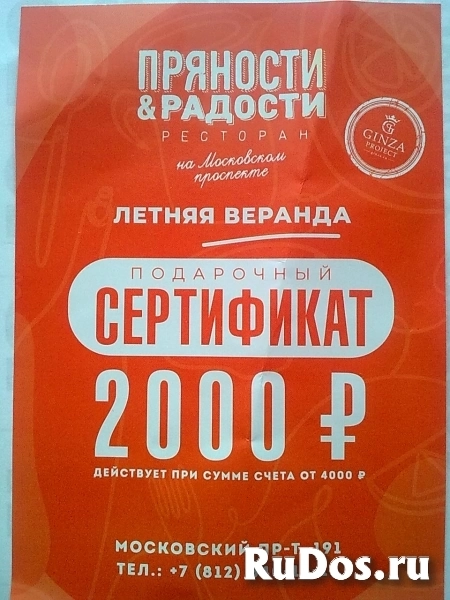 ПРЯНОСТИ
& РАДОСТИ
РЕСТОРАН
на Московском
проспекте
GINZA
PROJECT
ЛЕТНЯЯ ВЕРАНДА
ПОДАРОЧНЫЙ
СЕРТИФИКАТ
2000 ₽
ДЕЙСТВУЕТ ПРИ СУММЕ СЧЕТА ОТ 4000 ₽
МОСКОВСКИЙ ПР-Т, 191
ТЕЛ.: +7 (812)
RuDos.ru